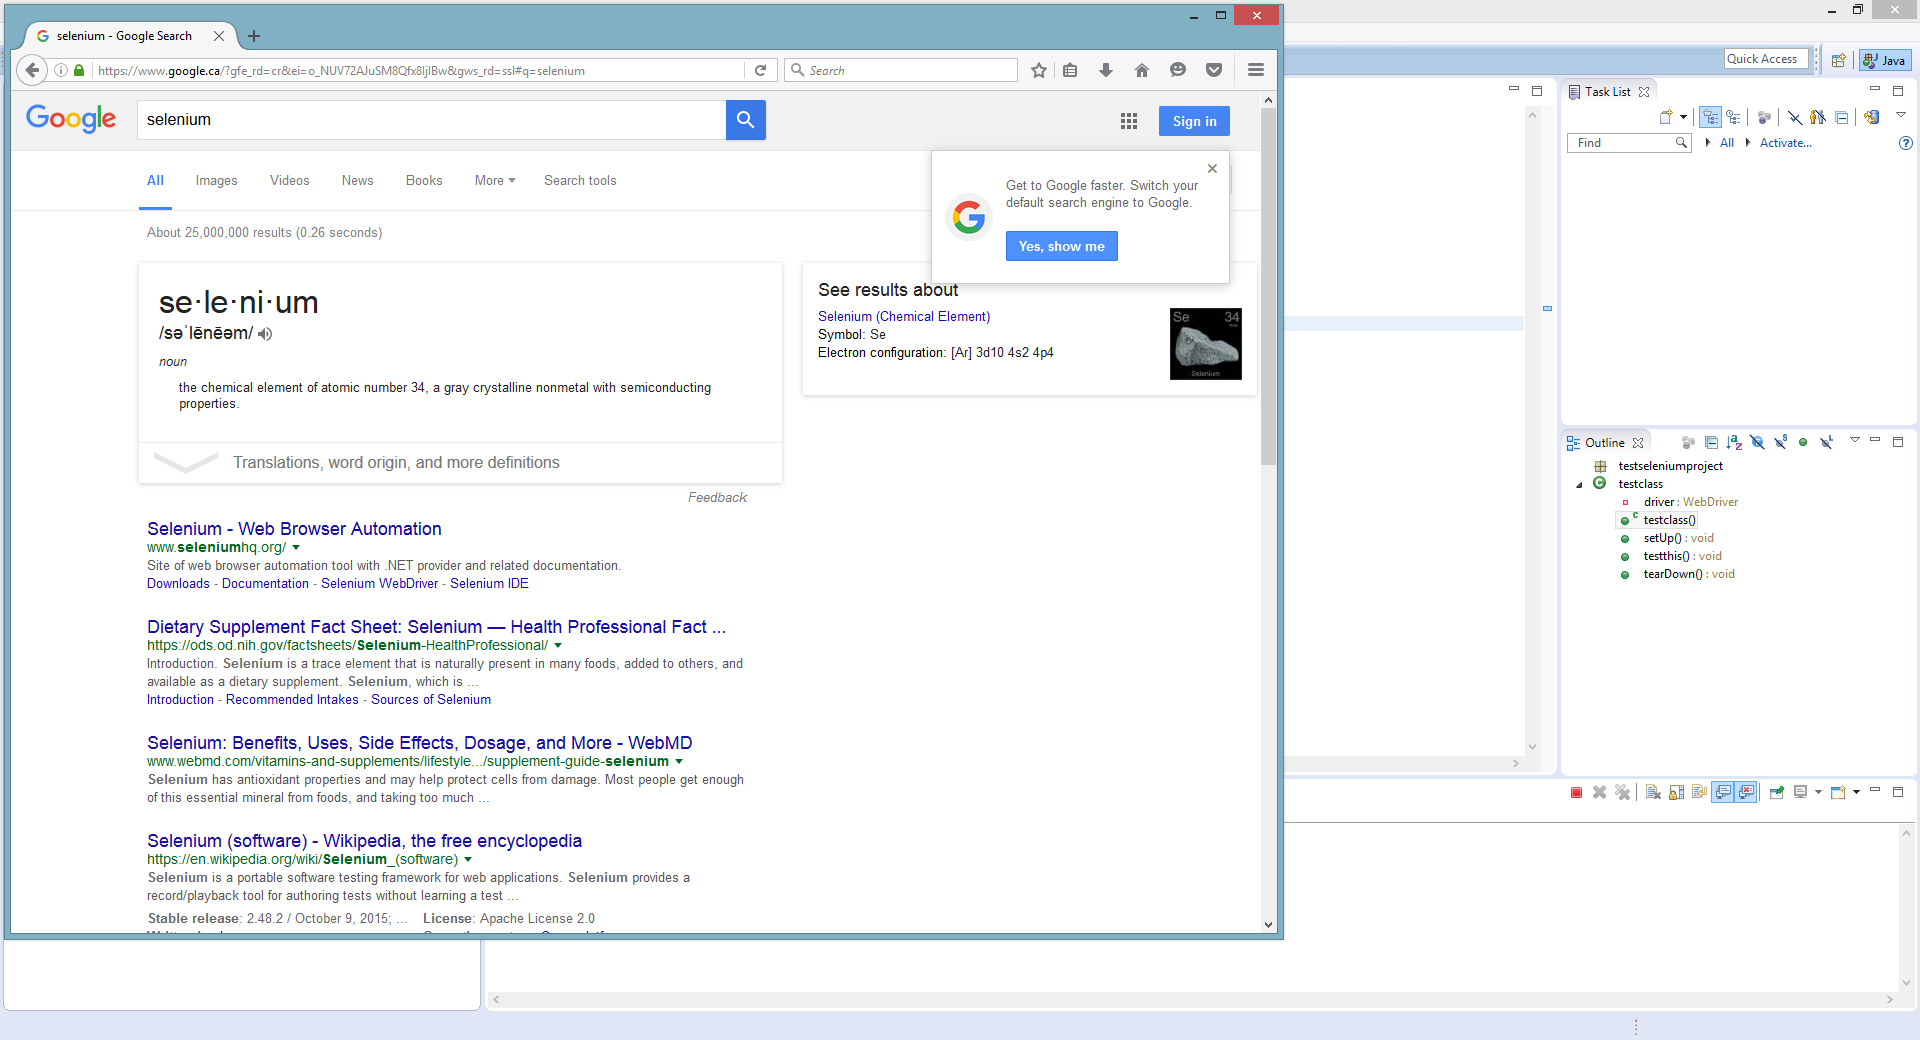 selenium - Google Search
https://www.google.ca/?gfe_rd=cr&ei=o_NUV72AJuSM8Qfx8IjIBw&gws_rd=ssl#q=selenium
Search
Google
selenium
Sign in
All Images Videos News Books More Search tools
Get to Google faster. Switch your
default search engine to Google.
Yes, show me
About 25,000,000 results (0.26 seconds)
se·le·ni·um
/səˈlēnēəm/
noun
the chemical element of atomic number 34, a gray crystalline nonmetal with semiconducting
properties.
Translations, word origin, and more definitions
Feedback
See results about
Selenium (Chemical Element)
Symbol: Se
Electron configuration: [Ar] 3d10 4s2 4p4
Se 34
Selenium
Selenium - Web Browser Automation
www.seleniumhq.org/
Site of web browser automation tool with .NET provider and related documentation.
Downloads - Documentation - Selenium WebDriver - Selenium IDE
Dietary Supplement Fact Sheet: Selenium — Health Professional Fact ...
https://ods.od.nih.gov/factsheets/Selenium-HealthProfessional/
Introduction. Selenium is a trace element that is naturally present in many foods, added to others, and
available as a dietary supplement. Selenium, which is ...
Introduction - Recommended Intakes - Sources of Selenium
Selenium: Benefits, Uses, Side Effects, Dosage, and More - WebMD
www.webmd.com/vitamins-and-supplements/lifestyle.../supplement-guide-selenium
Selenium has antioxidant properties and may help protect cells from damage. Most people get enough
of this essential mineral from foods, and taking too much ...
Selenium (software) - Wikipedia, the free encyclopedia
https://en.wikipedia.org/wiki/Selenium_(software)
Selenium is a portable software testing framework for web applications. Selenium provides a
record/playback tool for authoring tests without learning a test ...
Stable release: 2.48.2 / October 9, 2015; ... License: Apache License 2.0
Quick Access
Java
Task List
Find
All
Activate...
Outline
testseleniumproject
testclass
driver : WebDriver
testclass()
setUp() : void
testthis() : void
tearDown() : void